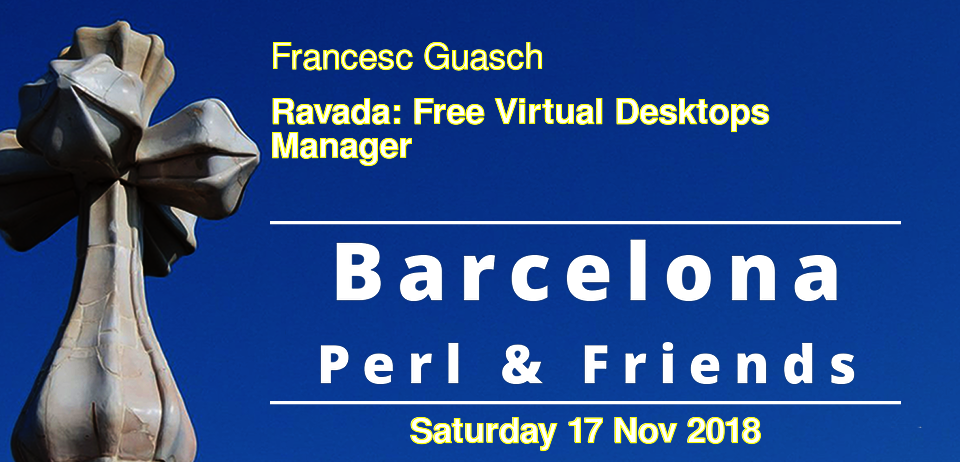 Francesc Guasch
Ravada: Free Virtual Desktops
Manager
Barcelona
Perl & Friends
Saturday 17 Nov 2018